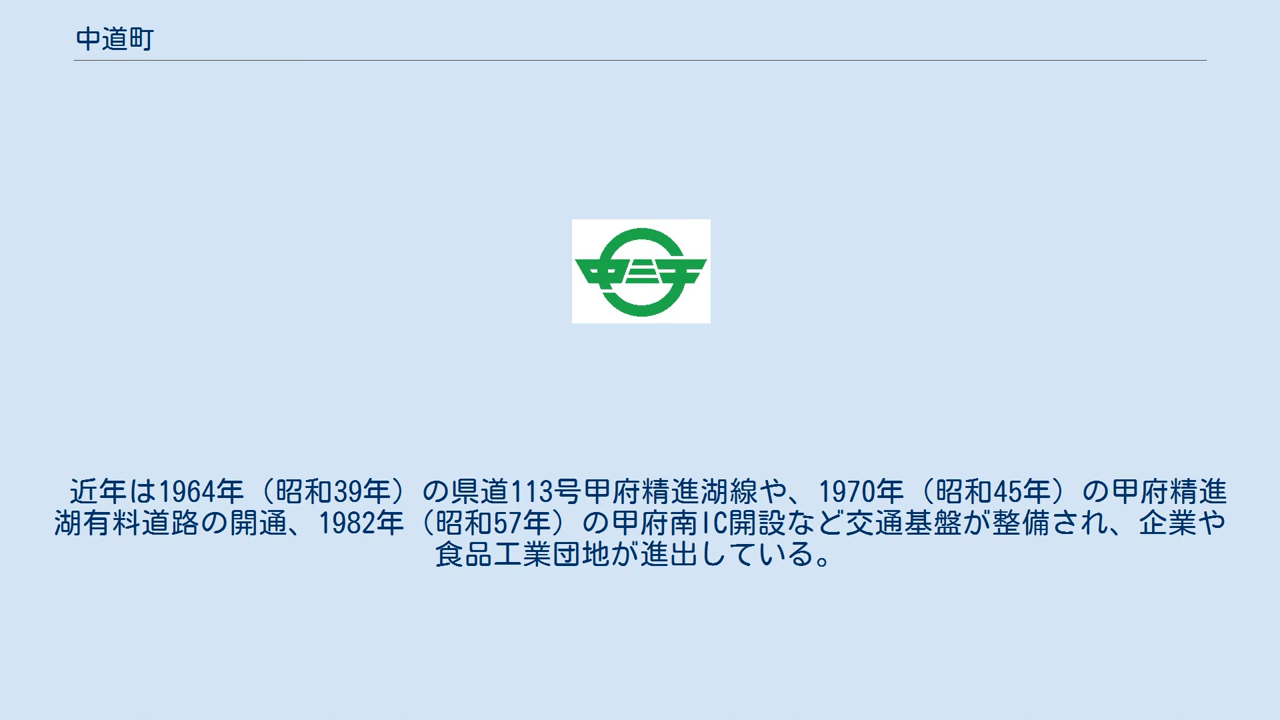 中道町
近年は1964年（昭和39年）の県道113号甲府精進湖線や、1970年（昭和45年）の甲府精進
湖有料道路の開通、1982年（昭和57年）の甲府南IC開設など交通基盤が整備され、企業や
食品工業団地が進出している。